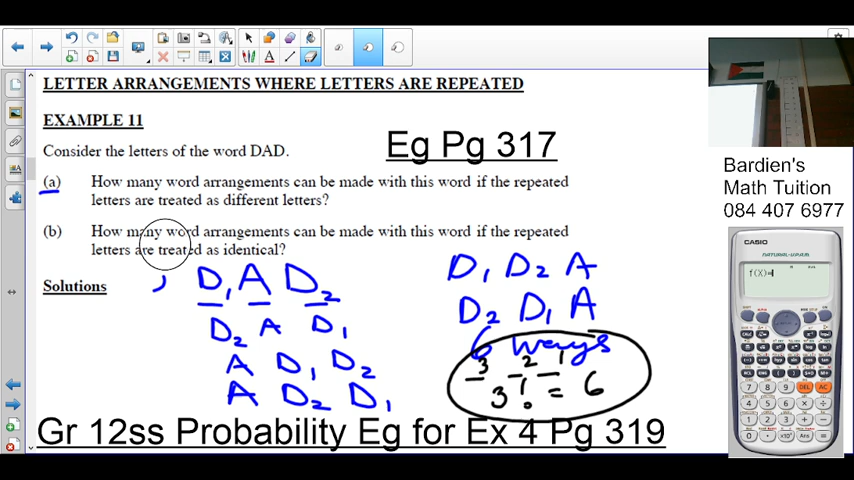 LETTER ARRANGEMENTS WHERE LETTERS ARE REPEATED
EXAMPLE 11
Eg Pg 317
Consider the letters of the word DAD.
(a) How many word arrangements can be made with this word if the repeated
letters are treated as different letters?
(b) How many word arrangements can be made with this word if the repeated
letters are treated as identical?
Solutions
D1 A D2
D2 A D1
A D1 D2
A D2 D1
D1 D2 A
D2 D1 A
6 ways
3 2 1
3! = 6
Gr 12ss Probability Eg for Ex 4 Pg 319
Bardien's
Math Tuition
084 407 6977
CASIO
NATURAL-V.P.A.M.
f(X)=